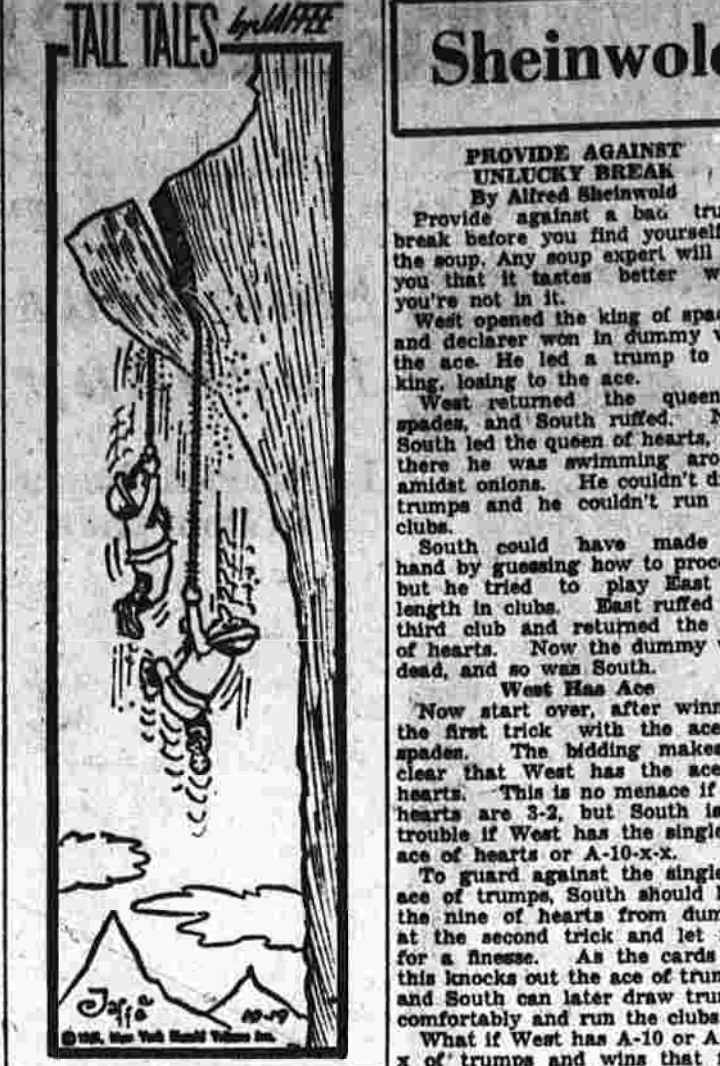 TALL TALES by JAFFEE
Jaffee
10-19
New York Herald Tribune Inc.
Sheinwol
PROVIDE AGAINST
UNLUCKY BREAK
By Alfred Sheinwold
Provide against a bad tru
break before you find yourself
the soup. Any soup expert will
you that it tastes better w
you're not in it.
West opened the king of spa
and declarer won in dummy w
the ace. He led a trump to
king, losing to the ace.
West returned the queen
spades, and South ruffed. N
South led the queen of hearts,
there he was swimming aro
amidst onions. He couldn't d
trumps and he couldn't run
clubs.
South could have made
hand by guessing how to proc
but he tried to play East
length in clubs. East ruffed
third club and returned the
of hearts. Now the dummy w
dead, and so was South.
West Has Ace
Now start over, after winn
the first trick with the ace
spades. The bidding makes
clear that West has the ace
hearts. This is no menace if
hearts are 3-2, but South is
trouble if West has the single
ace of hearts or A-10-x-x.
To guard against the single
ace of trumps, South should l
the nine of hearts from dum
at the second trick and let
for a finesse. As the cards
this knocks out the ace of trum
and South can later draw tru
comfortably and run the clubs
What if West has A-10 or A
x of trumps and wins that